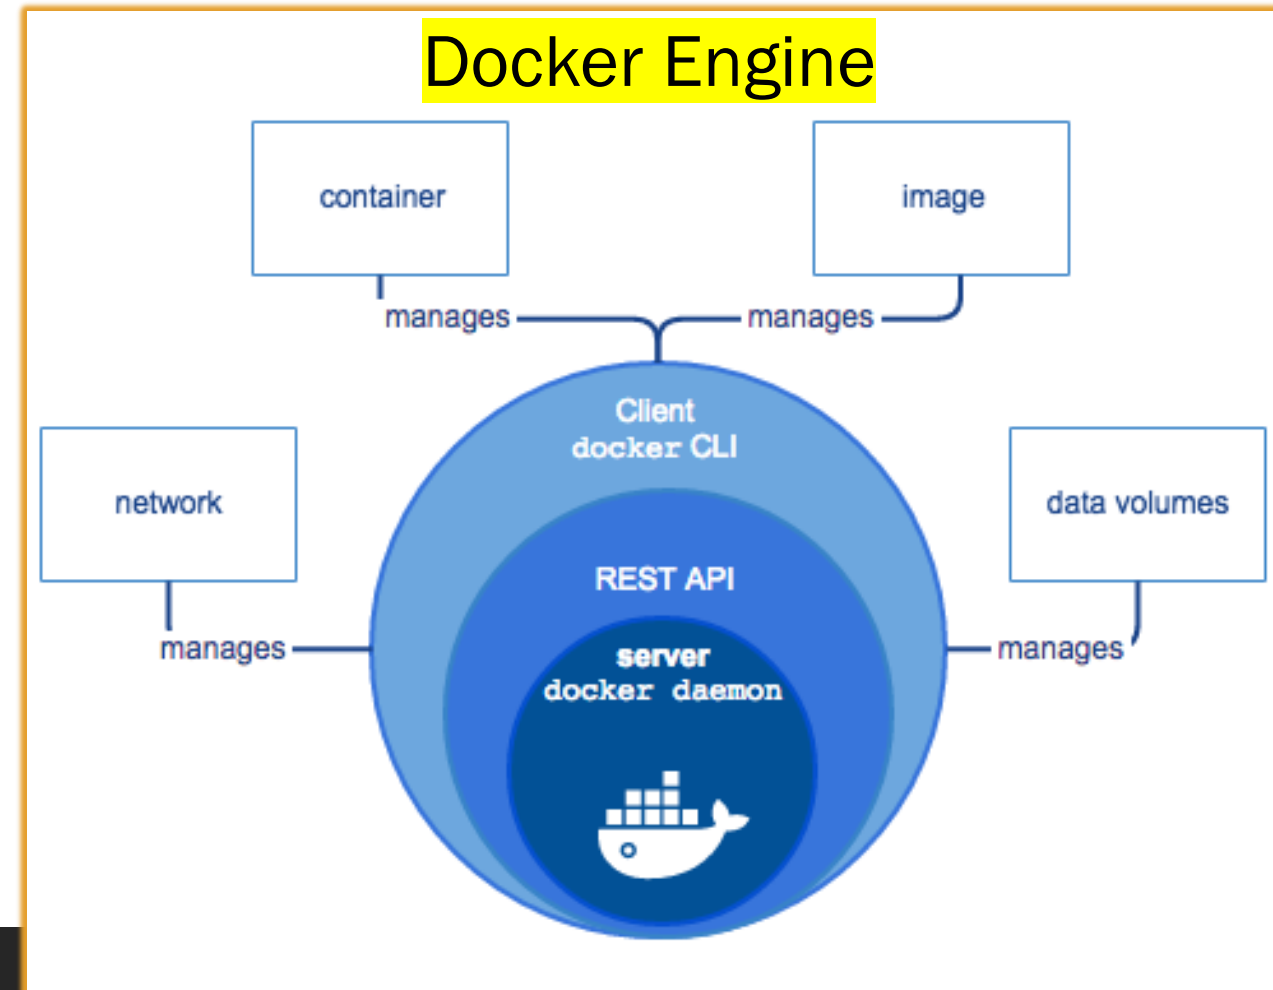 Docker Engine
container
image
manages
manages
Client
docker CLI
network
data volumes
REST API
manages
server
manages
docker daemon